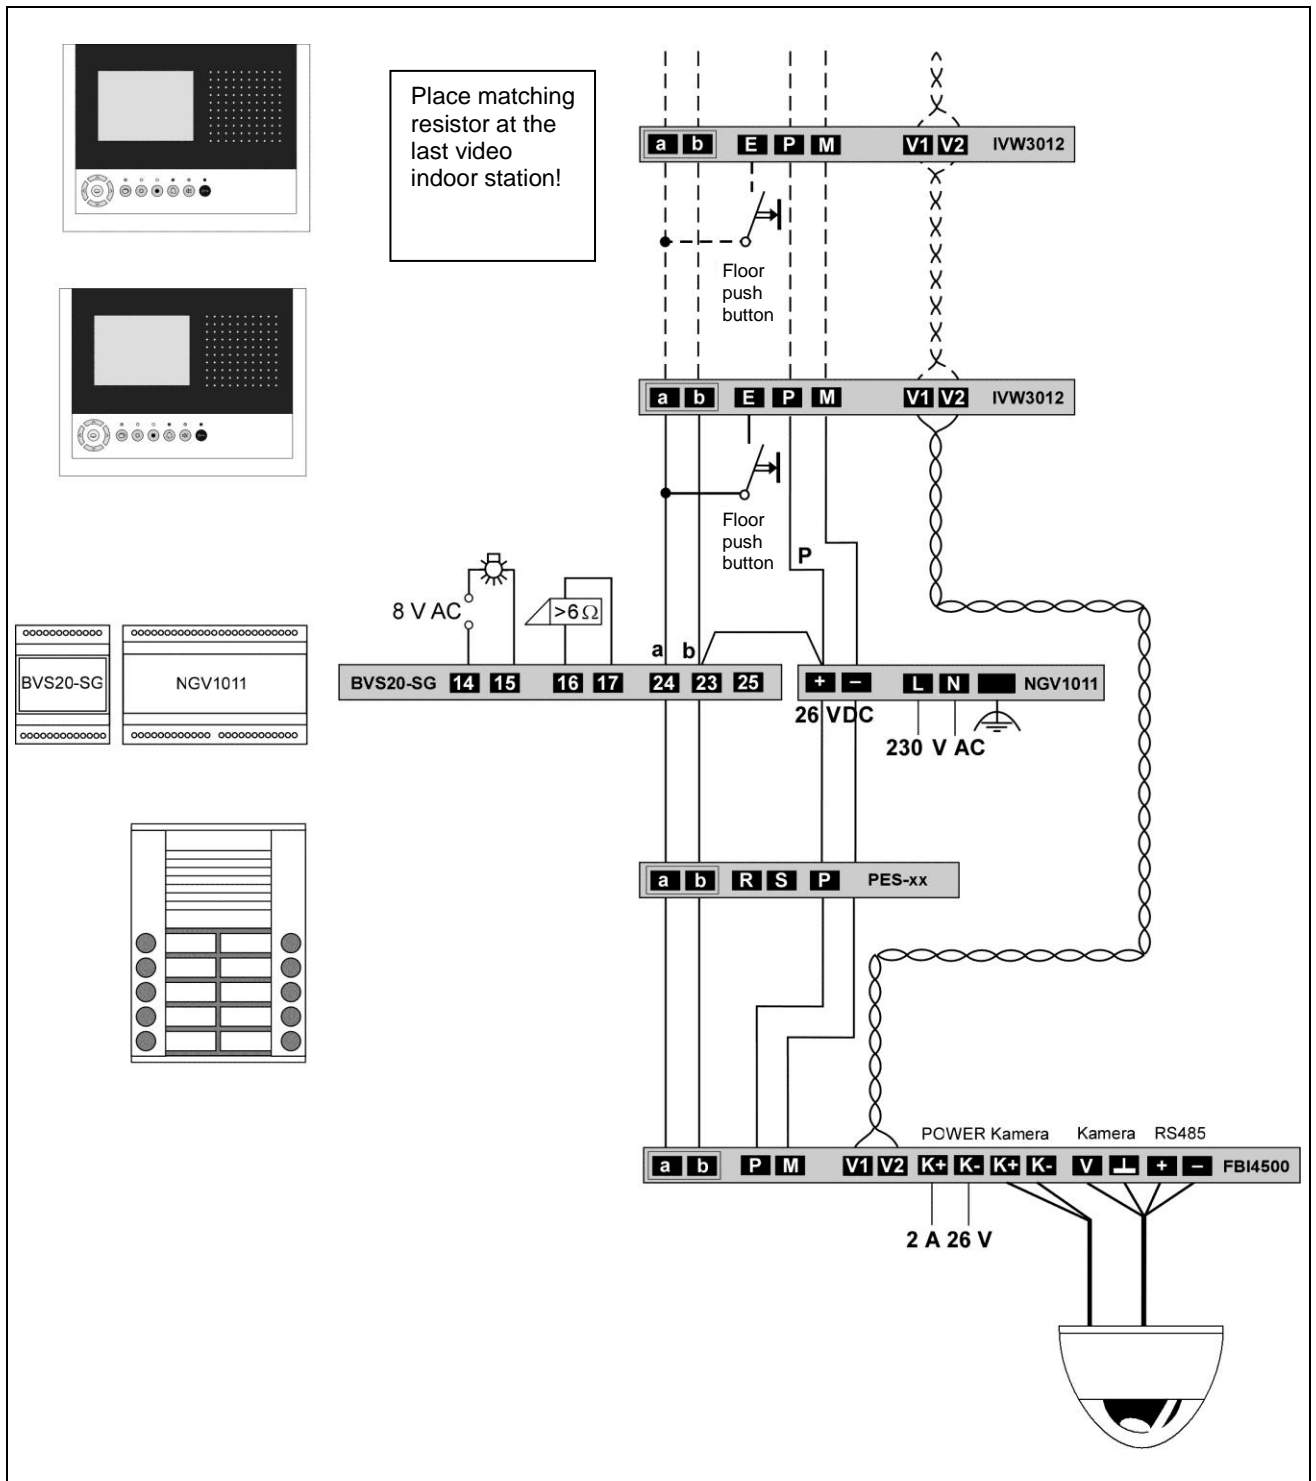 Place matching
resistor at the
last video
indoor station!
a b E P M V1 V2 IVW3012
Floor
push
button
a b E P M V1 V2 IVW3012
Floor
push
button
P
8 V AC
>6 Ω
a b
BVS20-SG 14 15 16 17 24 23 25
+ − L N NGV1011
26 VDC
230 V AC
BVS20-SG
NGV1011
a b R S P PES-xx
POWER Kamera Kamera RS485
a b P M V1 V2 K+ K- K+ K- V + − FBI4500
2 A 26 V